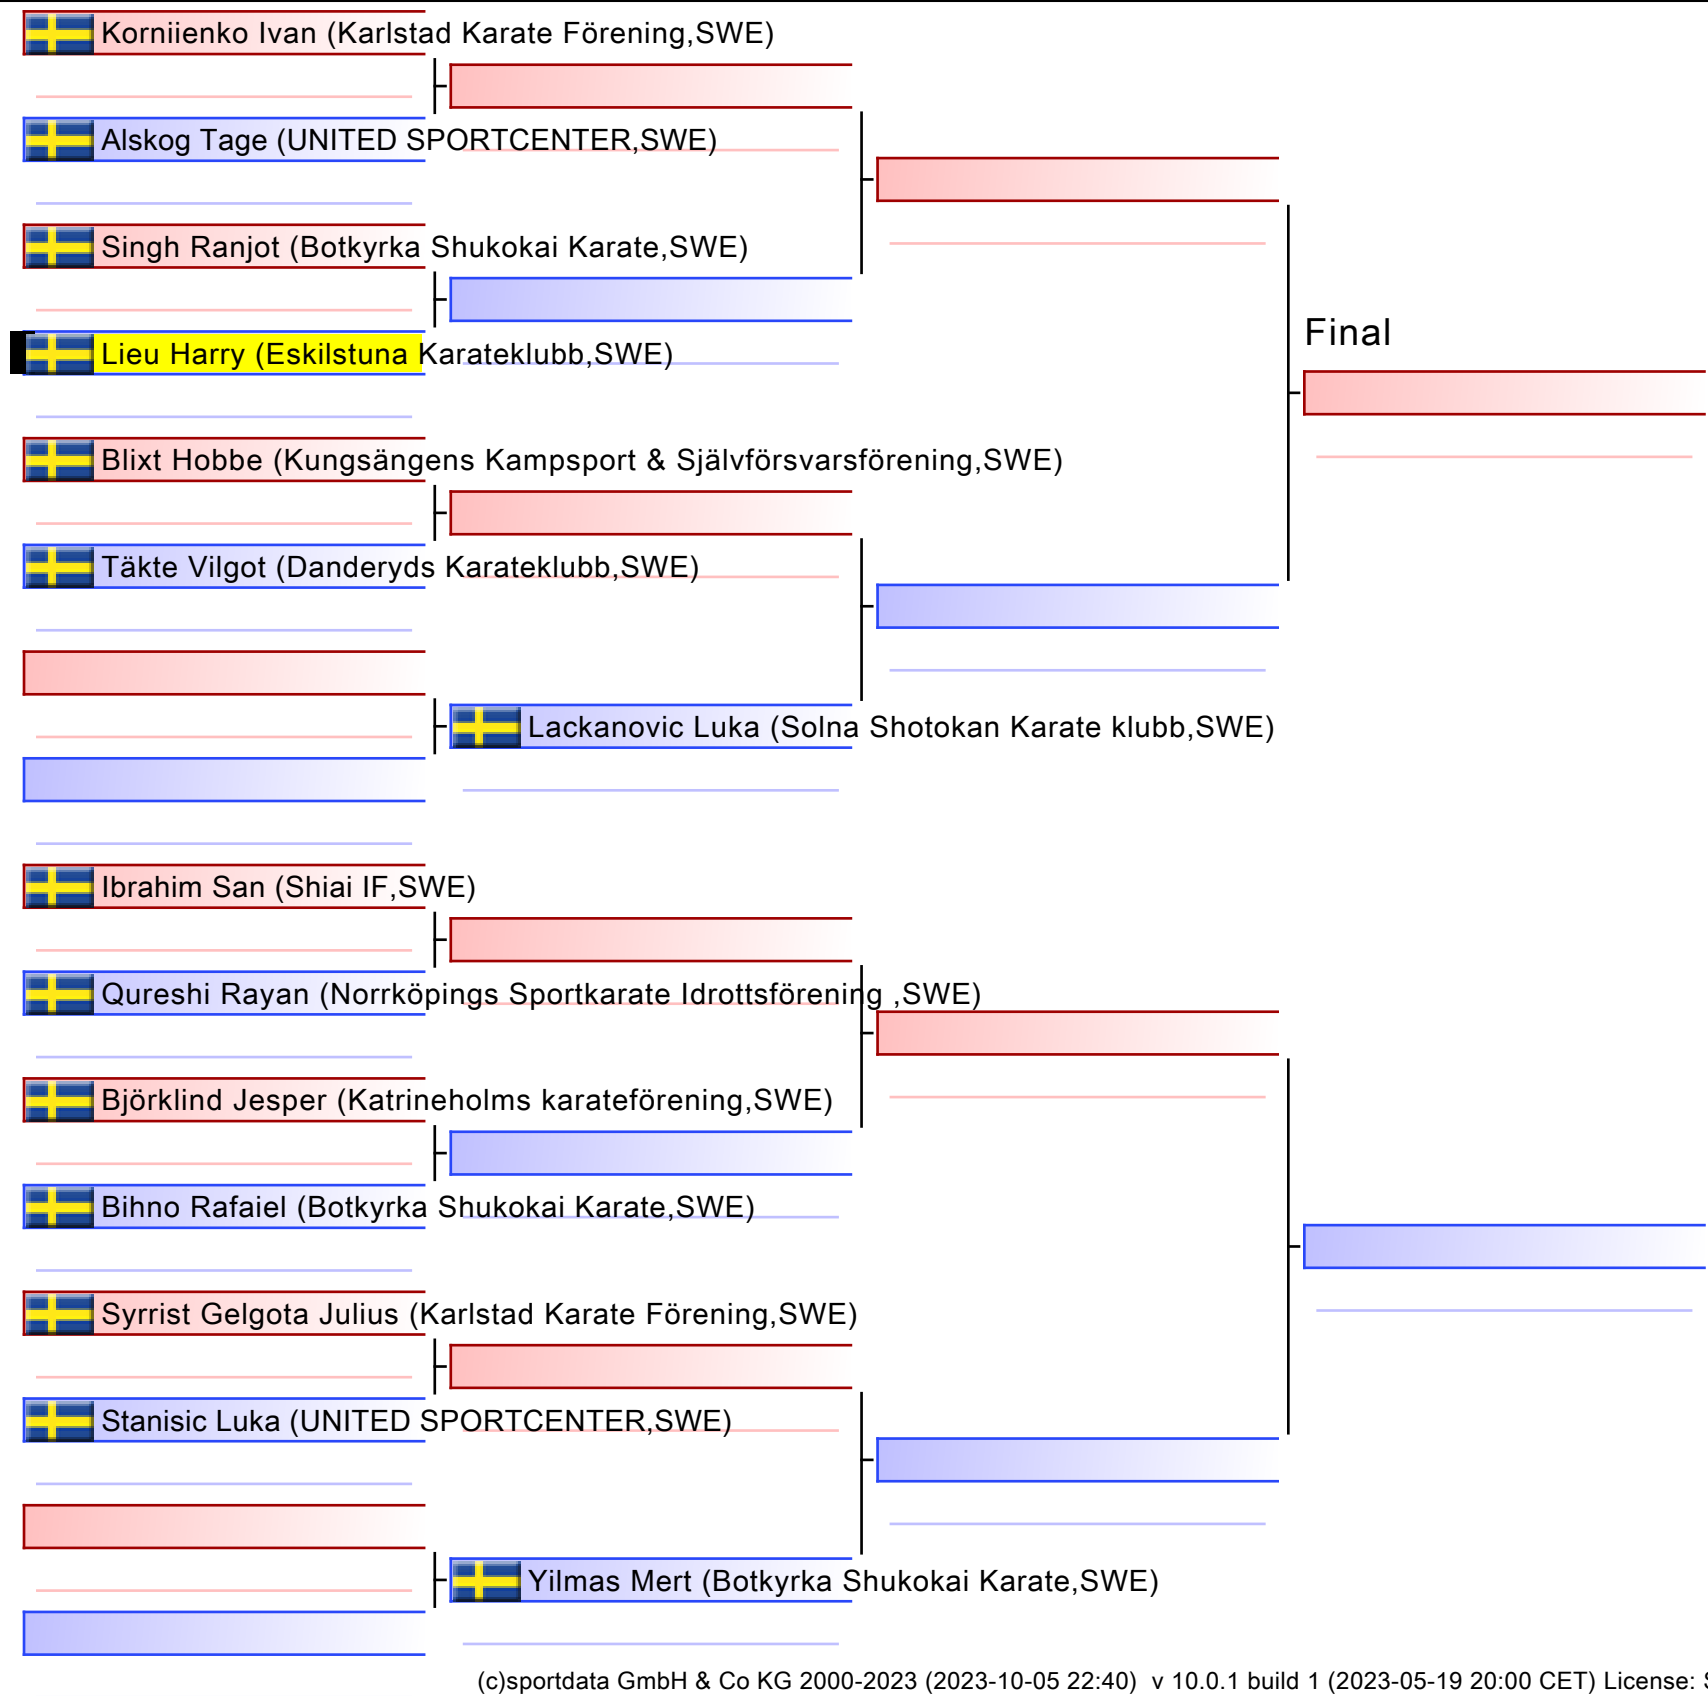 Korniienko Ivan (Karlstad Karate Förening,SWE)
Alskog Tage (UNITED SPORTCENTER,SWE)
Singh Ranjot (Botkyrka Shukokai Karate,SWE)
Final
Lieu Harry (Eskilstuna Karateklubb,SWE)
Blixt Hobbe (Kungsängens Kampsport & Självförsvarsförening,SWE)
Täkte Vilgot (Danderyds Karateklubb,SWE)
Lackanovic Luka (Solna Shotokan Karate klubb,SWE)
Ibrahim San (Shiai IF,SWE)
Qureshi Rayan (Norrköpings Sportkarate Idrottsförening ,SWE)
Björklind Jesper (Katrineholms karateförening,SWE)
Bihno Rafaiel (Botkyrka Shukokai Karate,SWE)
Syrrist Gelgota Julius (Karlstad Karate Förening,SWE)
Stanisic Luka (UNITED SPORTCENTER,SWE)
Yilmas Mert (Botkyrka Shukokai Karate,SWE)
(c)sportdata GmbH & Co KG 2000-2023 (2023-10-05 22:40) v 10.0.1 build 1 (2023-05-19 20:00 CET) License: